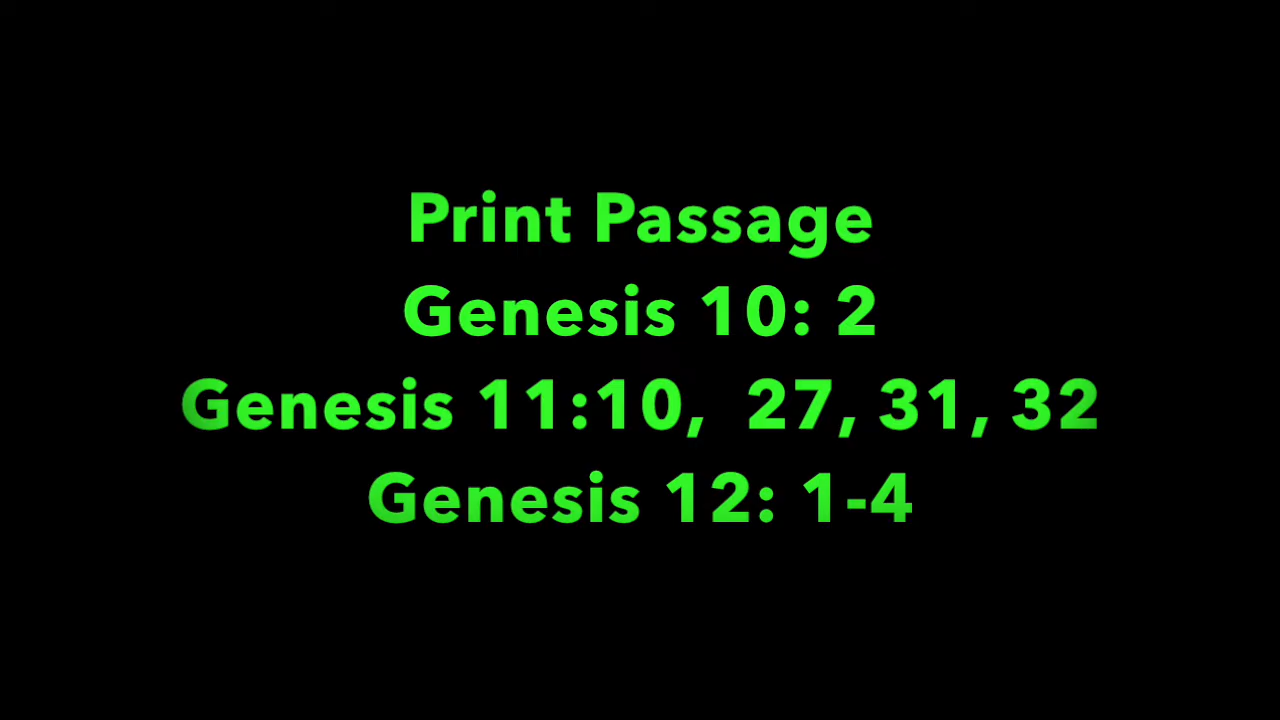 Print Passage
Genesis 10: 2
Genesis 11:10,  27, 31, 32
Genesis 12: 1-4